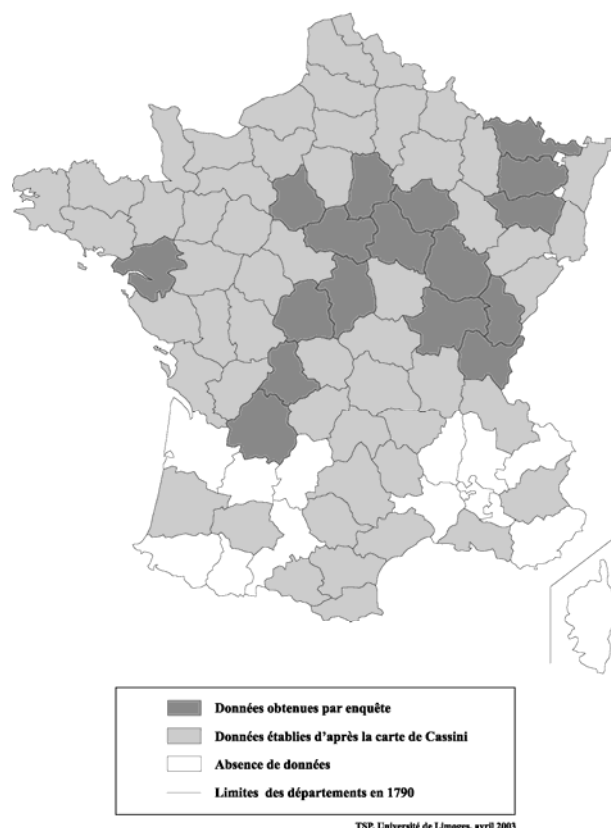 Données obtenues par enquête
Données établies d'après la carte de Cassini
Absence de données
Limites des départements en 1790
TSP, Université de Limoges, avril 2003